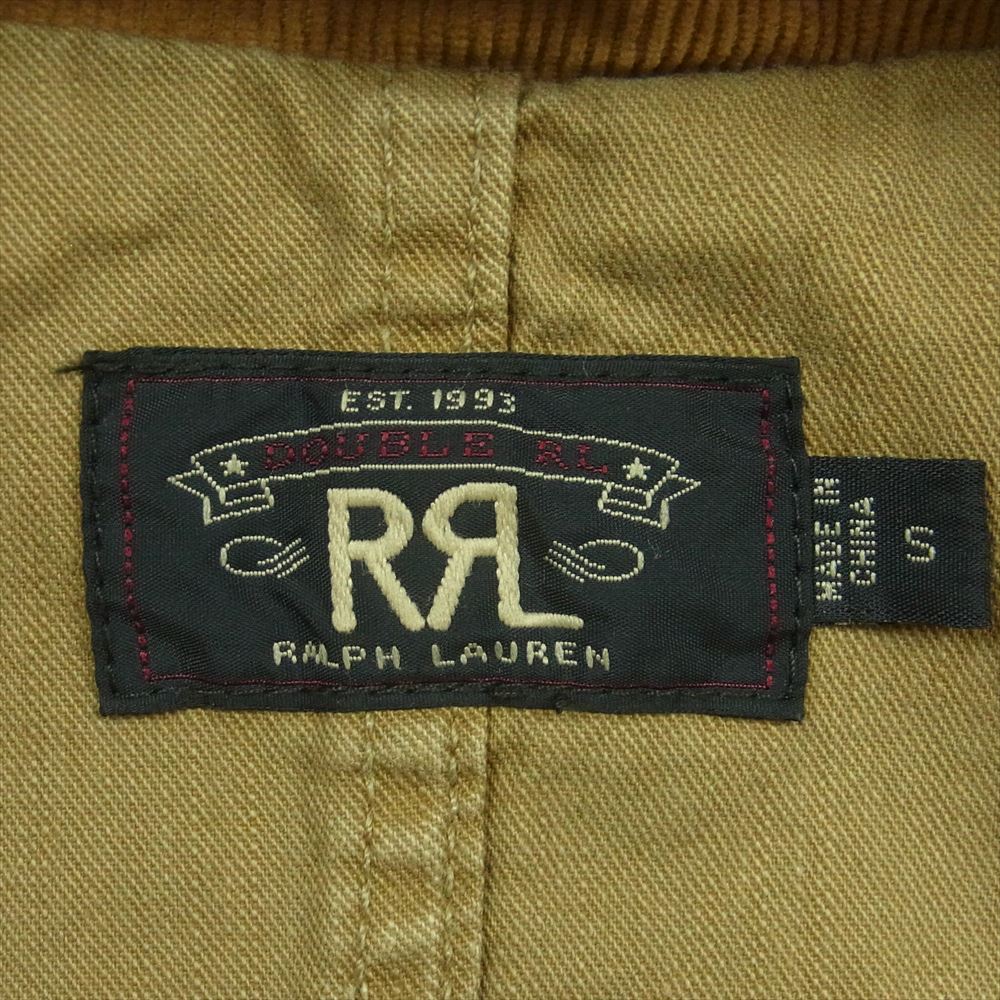 EST. 1993
DOUBLE RL
RRL
RALPH LAUREN
MADE IN
CHINA
S